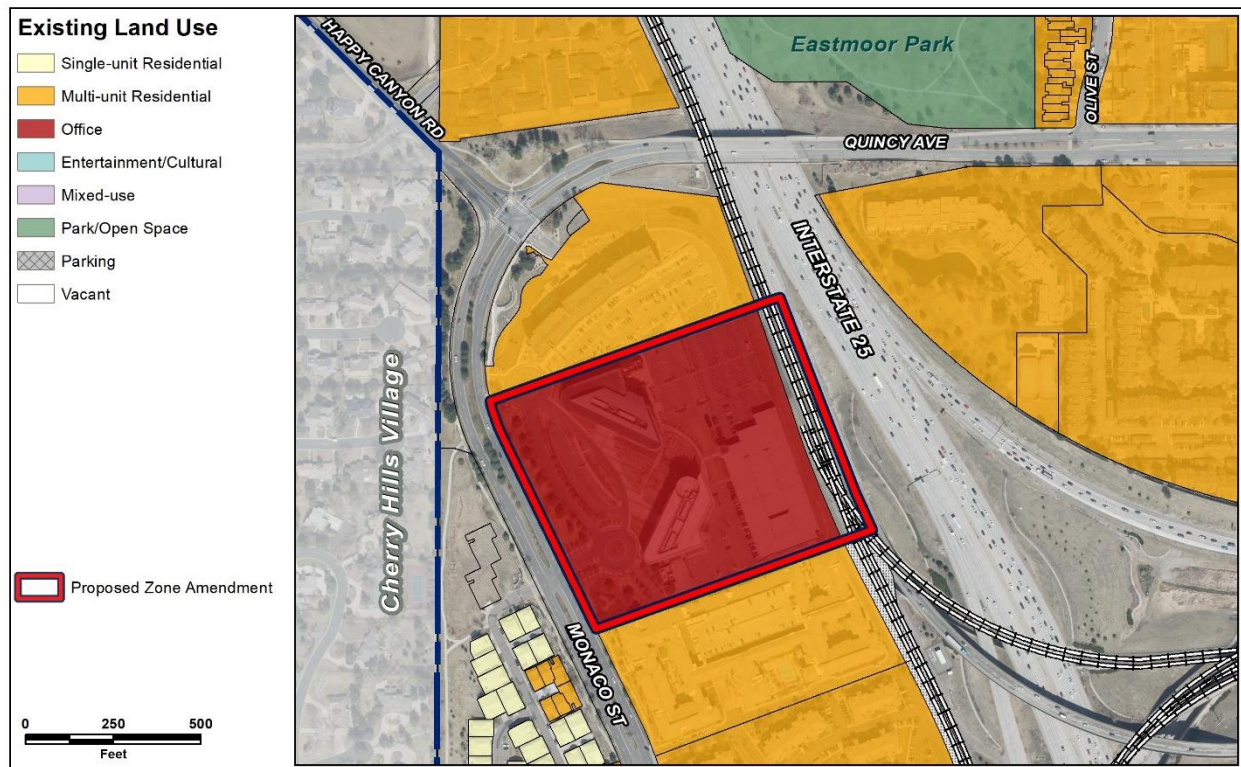 Existing Land Use
Single-unit Residential
Multi-unit Residential
Office
Entertainment/Cultural
Mixed-use
Park/Open Space
Parking
Vacant
Proposed Zone Amendment
0 250 500
Feet
HAPPY CANYON RD
Eastmoor Park
OLIVE ST
QUINCY AVE
INTERSTATE 25
Cherry Hills Village
MONACO ST